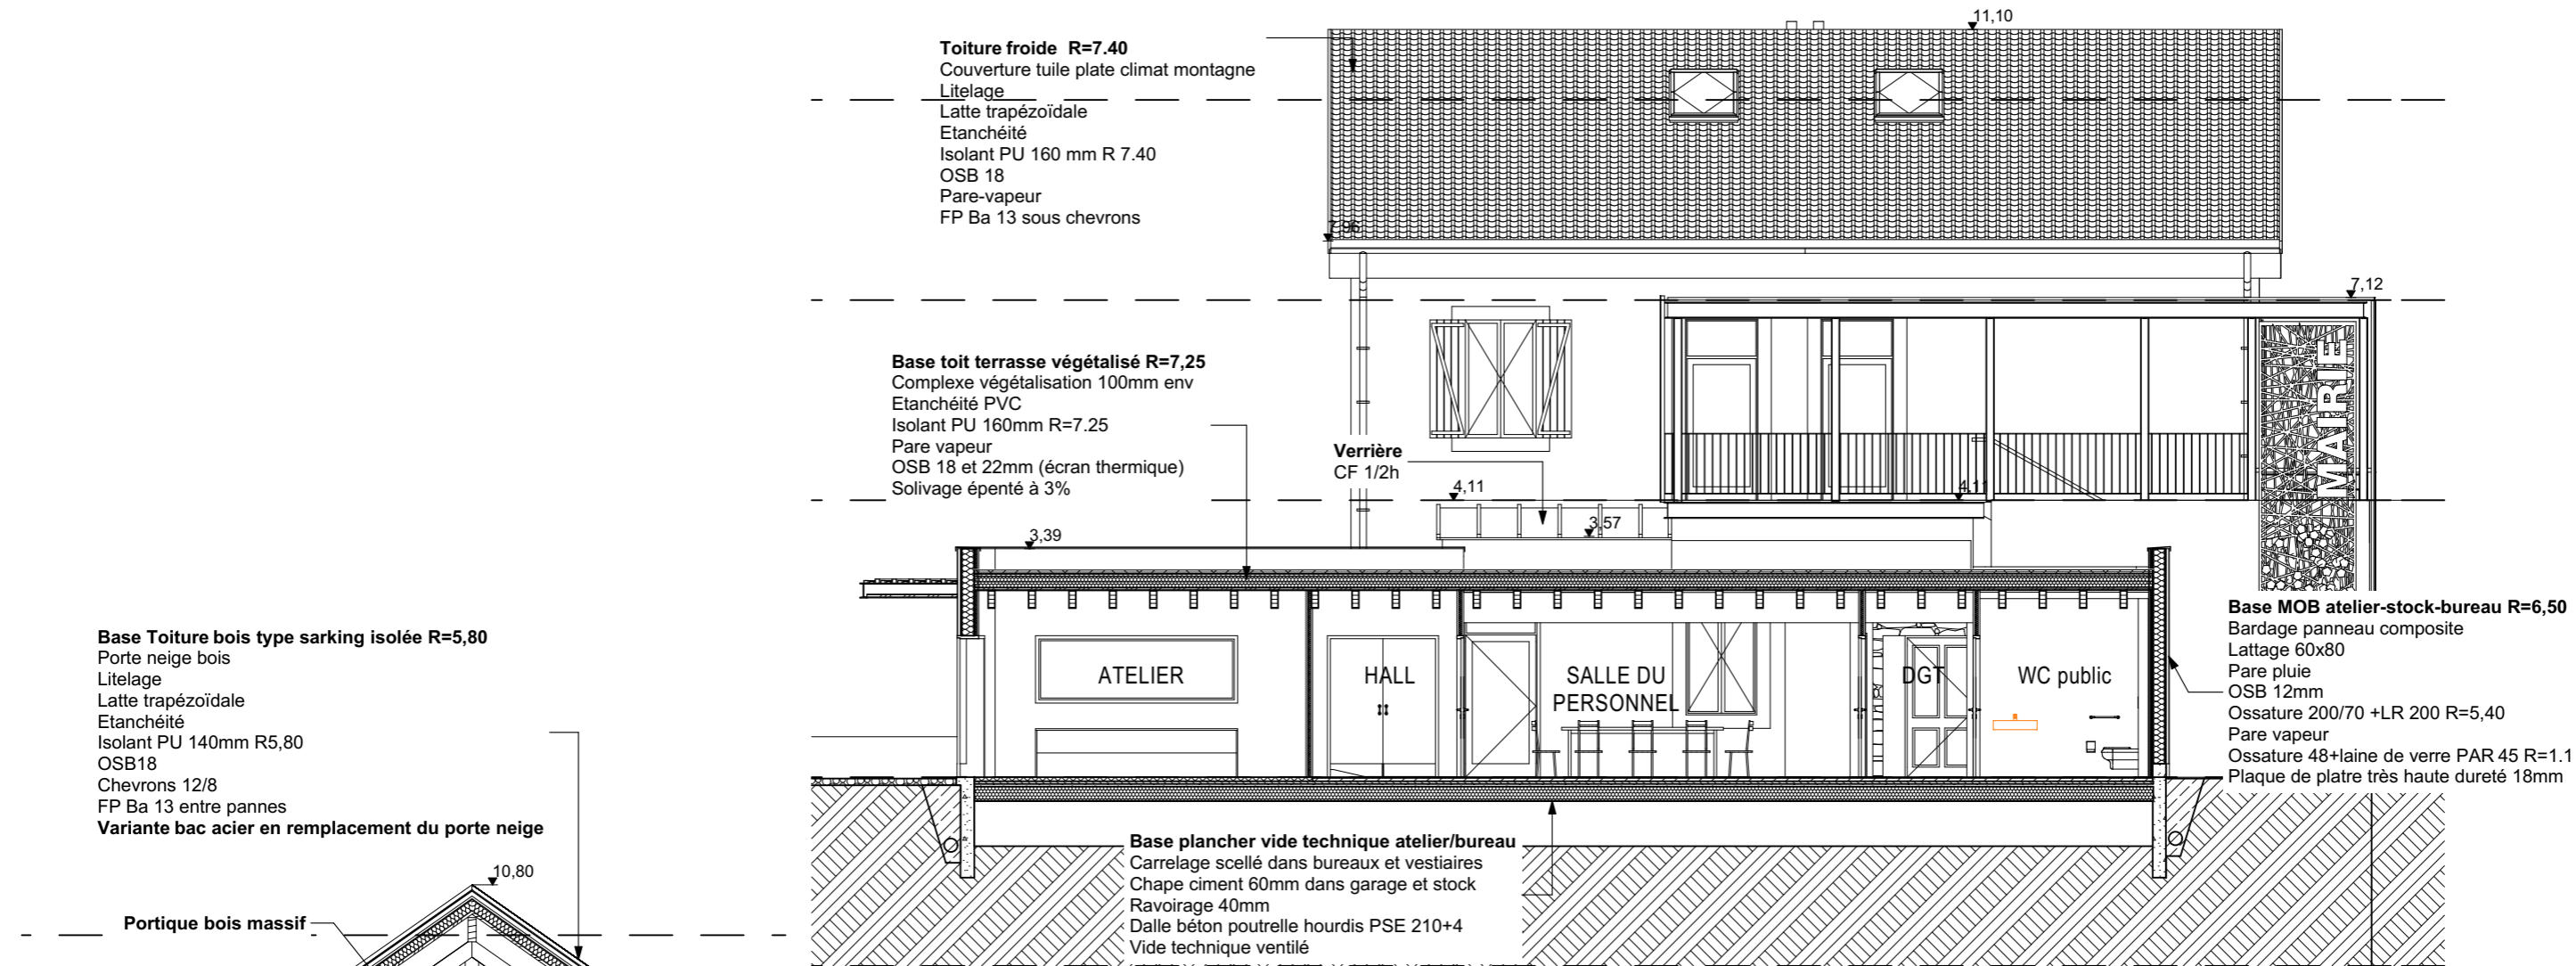 11,10
Toiture froide R=7.40
Couverture tuile plate climat montagne
Litelage
Latte trapézoïdale
Etanchéité
Isolant PU 160 mm R 7.40
OSB 18
Pare-vapeur
FP Ba 13 sous chevrons
7,96
7,12
MAIRIE
Base toit terrasse végétalisé R=7,25
Complexe végétalisation 100mm env
Etanchéité PVC
Isolant PU 160mm R=7.25
Pare vapeur
OSB 18 et 22mm (écran thermique)
Solivage épenté à 3%
Verrière
CF 1/2h
4,11
4,11
3,57
3,39
Base Toiture bois type sarking isolée R=5,80
Porte neige bois
Litelage
Latte trapézoïdale
Etanchéité
Isolant PU 140mm R5,80
OSB18
Chevrons 12/8
FP Ba 13 entre pannes
Variante bac acier en remplacement du porte neige
ATELIER
HALL
SALLE DU
PERSONNEL
DGT
WC public
Base MOB atelier-stock-bureau R=6,50
Bardage panneau composite
Lattage 60x80
Pare pluie
OSB 12mm
Ossature 200/70 +LR 200 R=5,40
Pare vapeur
Ossature 48+laine de verre PAR 45 R=1.1
Plaque de platre très haute dureté 18mm
Base plancher vide technique atelier/bureau
Carrelage scellé dans bureaux et vestiaires
Chape ciment 60mm dans garage et stock
Ravoirage 40mm
Dalle béton poutrelle hourdis PSE 210+4
Vide technique ventilé
10,80
Portique bois massif